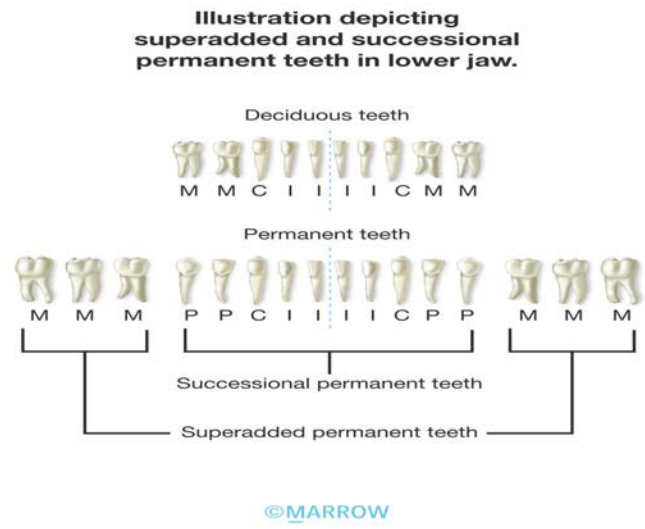 Illustration depicting
superadded and successional
permanent teeth in lower jaw.
Deciduous teeth
M M C I I I I C M M
Permanent teeth
M M M P P C I I I I C P P M M M
Successional permanent teeth
Superadded permanent teeth
©MARROW